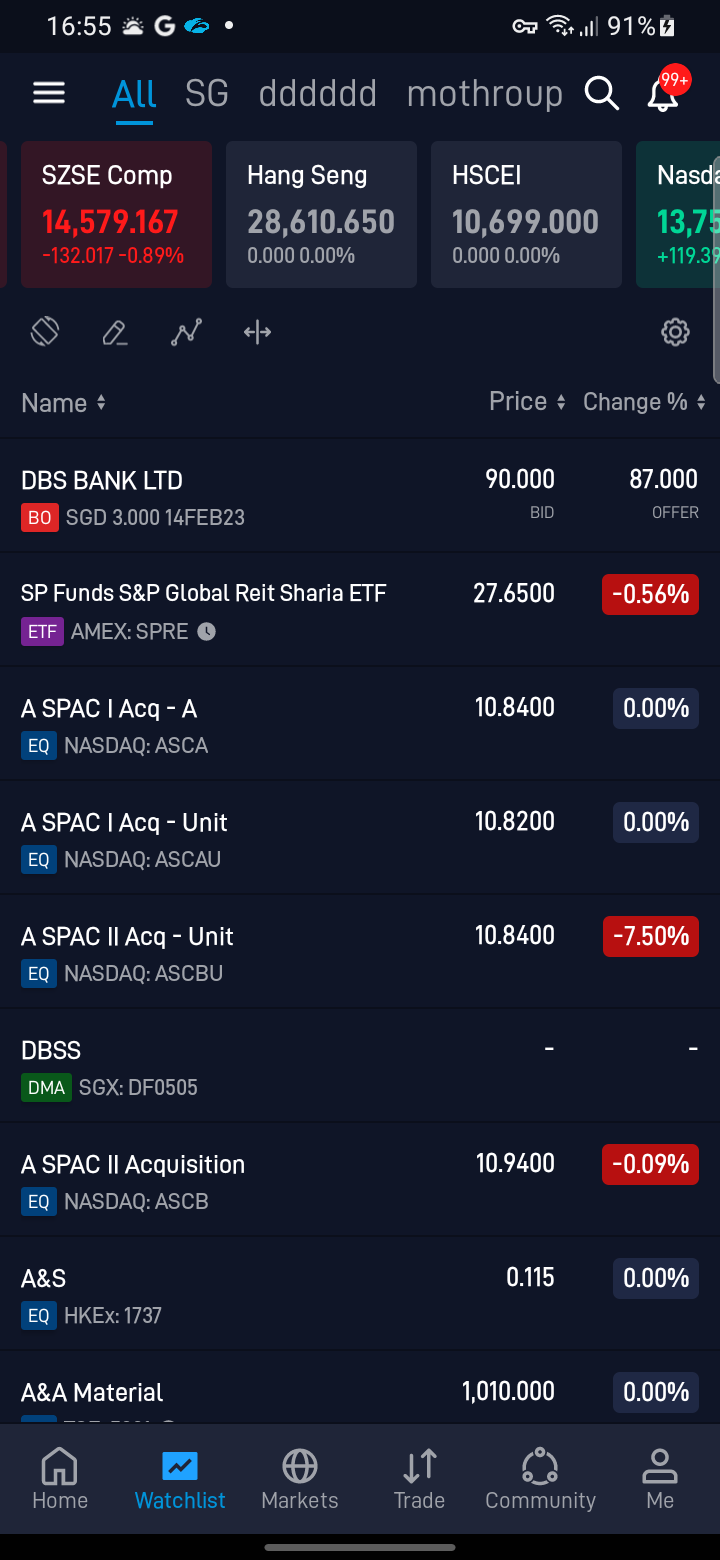 16:55 G 91%
All SG dddddd mothroup 99+
SZSE Comp Hang Seng HSCEI
14,579.167 28,610.650 10,699.000 13,75
-132.017 -0.89% 0.000 0.00% 0.000 0.00% +119.39
Name Price Change %
DBS BANK LTD 90.000 87.000
BO SGD 3.000 14FEB23 BID OFFER
SP Funds S&P Global Reit Sharia ETF 27.6500 -0.56%
ETF AMEX: SPRE
A SPAC I Acq - A 10.8400 0.00%
EQ NASDAQ: ASCA
A SPAC I Acq - Unit 10.8200 0.00%
EQ NASDAQ: ASCAU
A SPAC II Acq - Unit 10.8400 -7.50%
EQ NASDAQ: ASCBU
DBSS - -
DMA SGX: DF0505
A SPAC II Acquisition 10.9400 -0.09%
EQ NASDAQ: ASCB
A&S 0.115 0.00%
EQ HKEx: 1737
A&A Material 1,010.000 0.00%
Home Watchlist Markets Trade Community Me